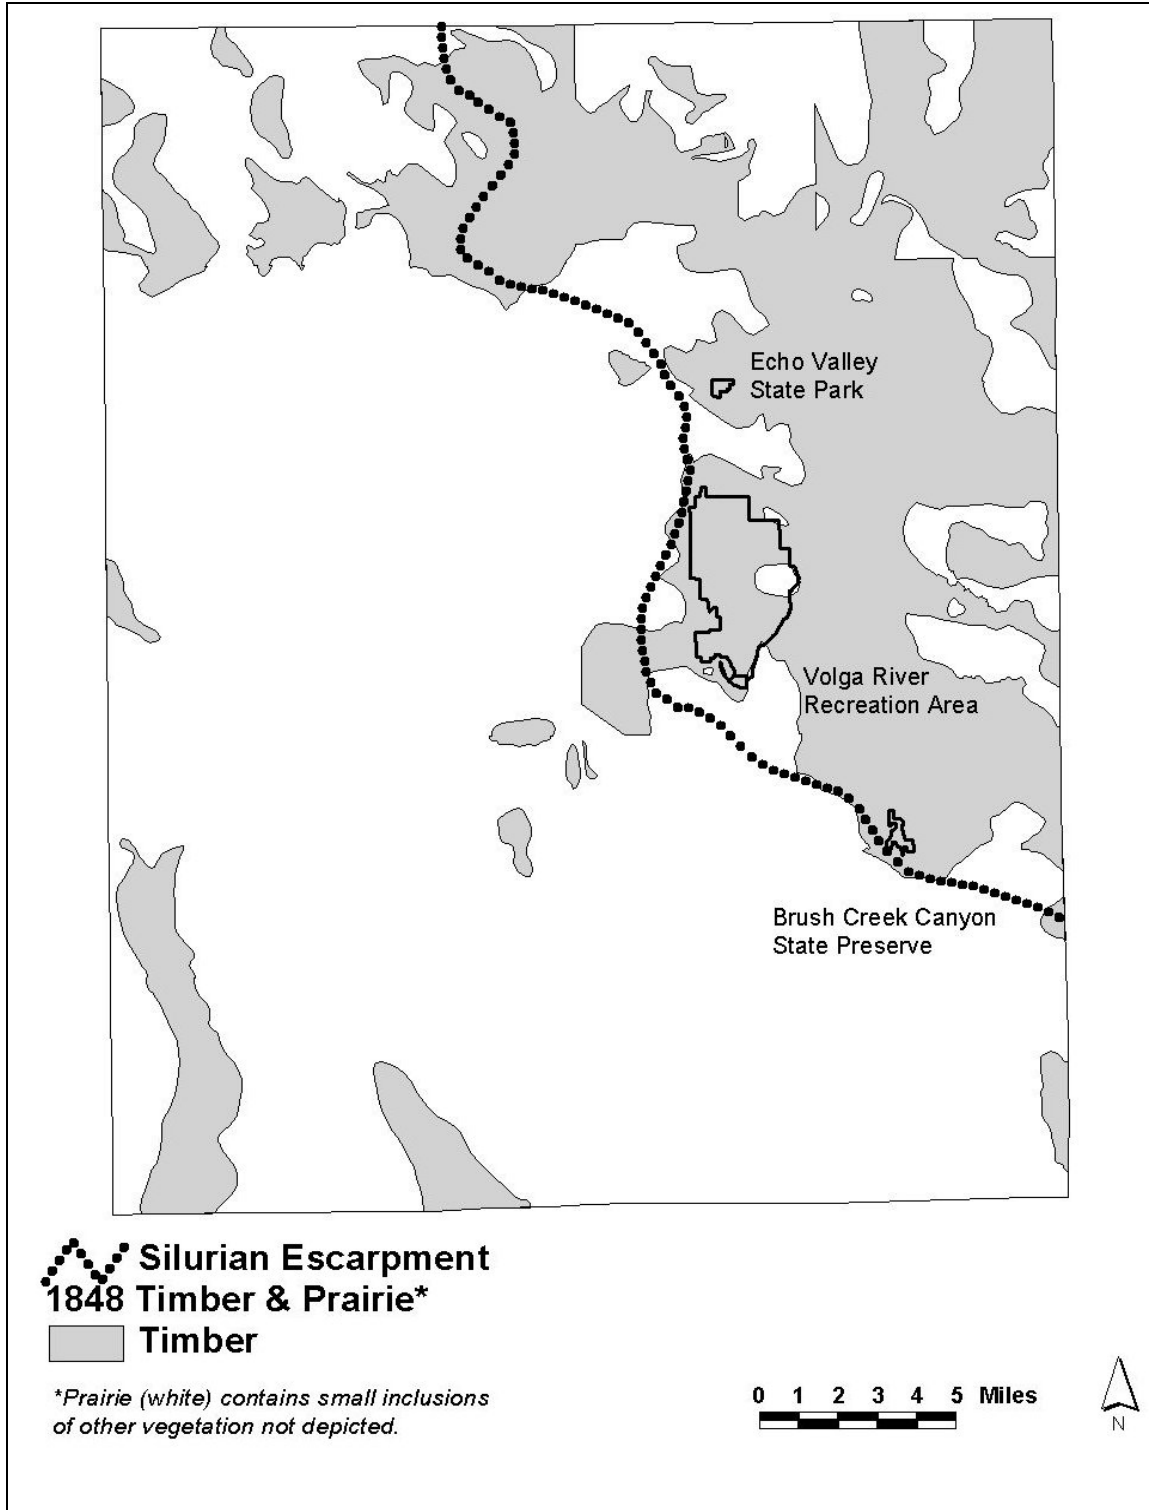 Echo Valley
State Park
Volga River
Recreation Area
Brush Creek Canyon
State Preserve
Silurian Escarpment
1848 Timber & Prairie*
Timber
*Prairie (white) contains small inclusions
of other vegetation not depicted.
0 1 2 3 4 5 Miles
N